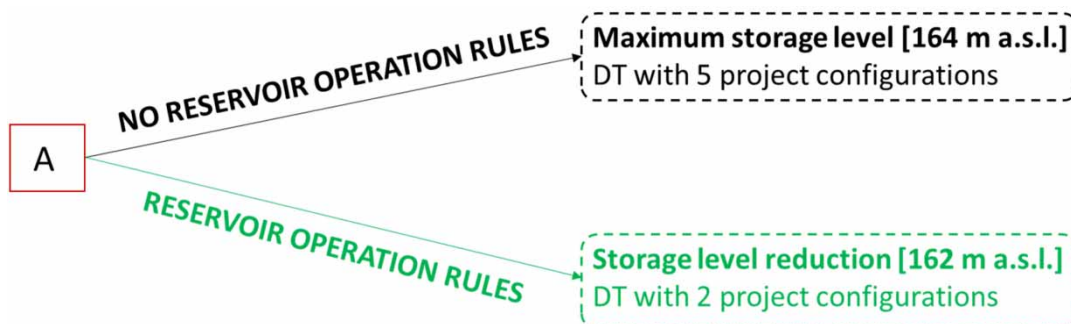 NO RESERVOIR OPERATION RULES
Maximum storage level [164 m a.s.l.]
DT with 5 project configurations
A
RESERVOIR OPERATION RULES
Storage level reduction [162 m a.s.l.]
DT with 2 project configurations